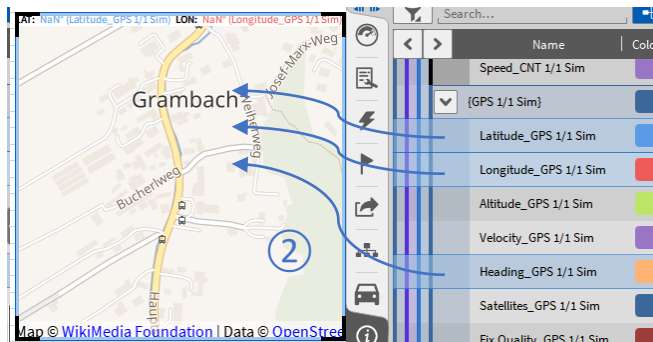 LAT: NaN° (Latitude_GPS 1/1 Sim) LON: NaN° (Longitude_GPS 1/1 Sim)
Josef-Marx-Weg
Grambach
Neiherweg
Bucherlweg
2
Haup
Map © WikiMedia Foundation | Data © OpenStree
Search...
Name
Colo
Speed_CNT 1/1 Sim
{GPS 1/1 Sim}
Latitude_GPS 1/1 Sim
Longitude_GPS 1/1 Sim
Altitude_GPS 1/1 Sim
Velocity_GPS 1/1 Sim
Heading_GPS 1/1 Sim
Satellites_GPS 1/1 Sim
Fix Quality_GPS 1/1 Sim